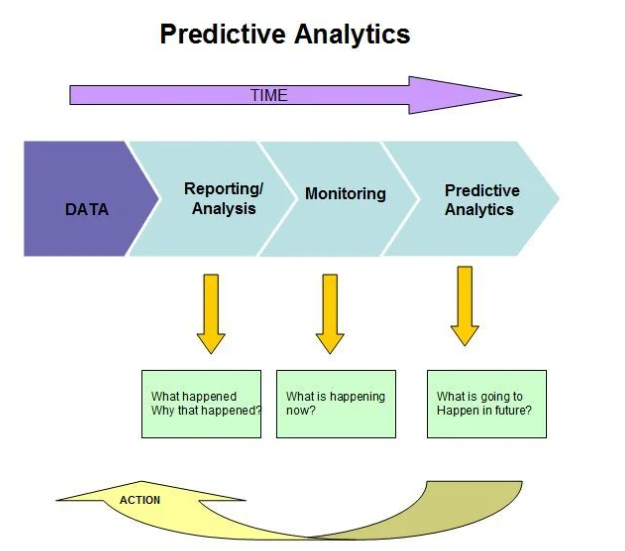 Predictive Analytics
TIME
DATA
Reporting/
Analysis
Monitoring
Predictive
Analytics
What happened
Why that happened?
What is happening
now?
What is going to
Happen in future?
ACTION